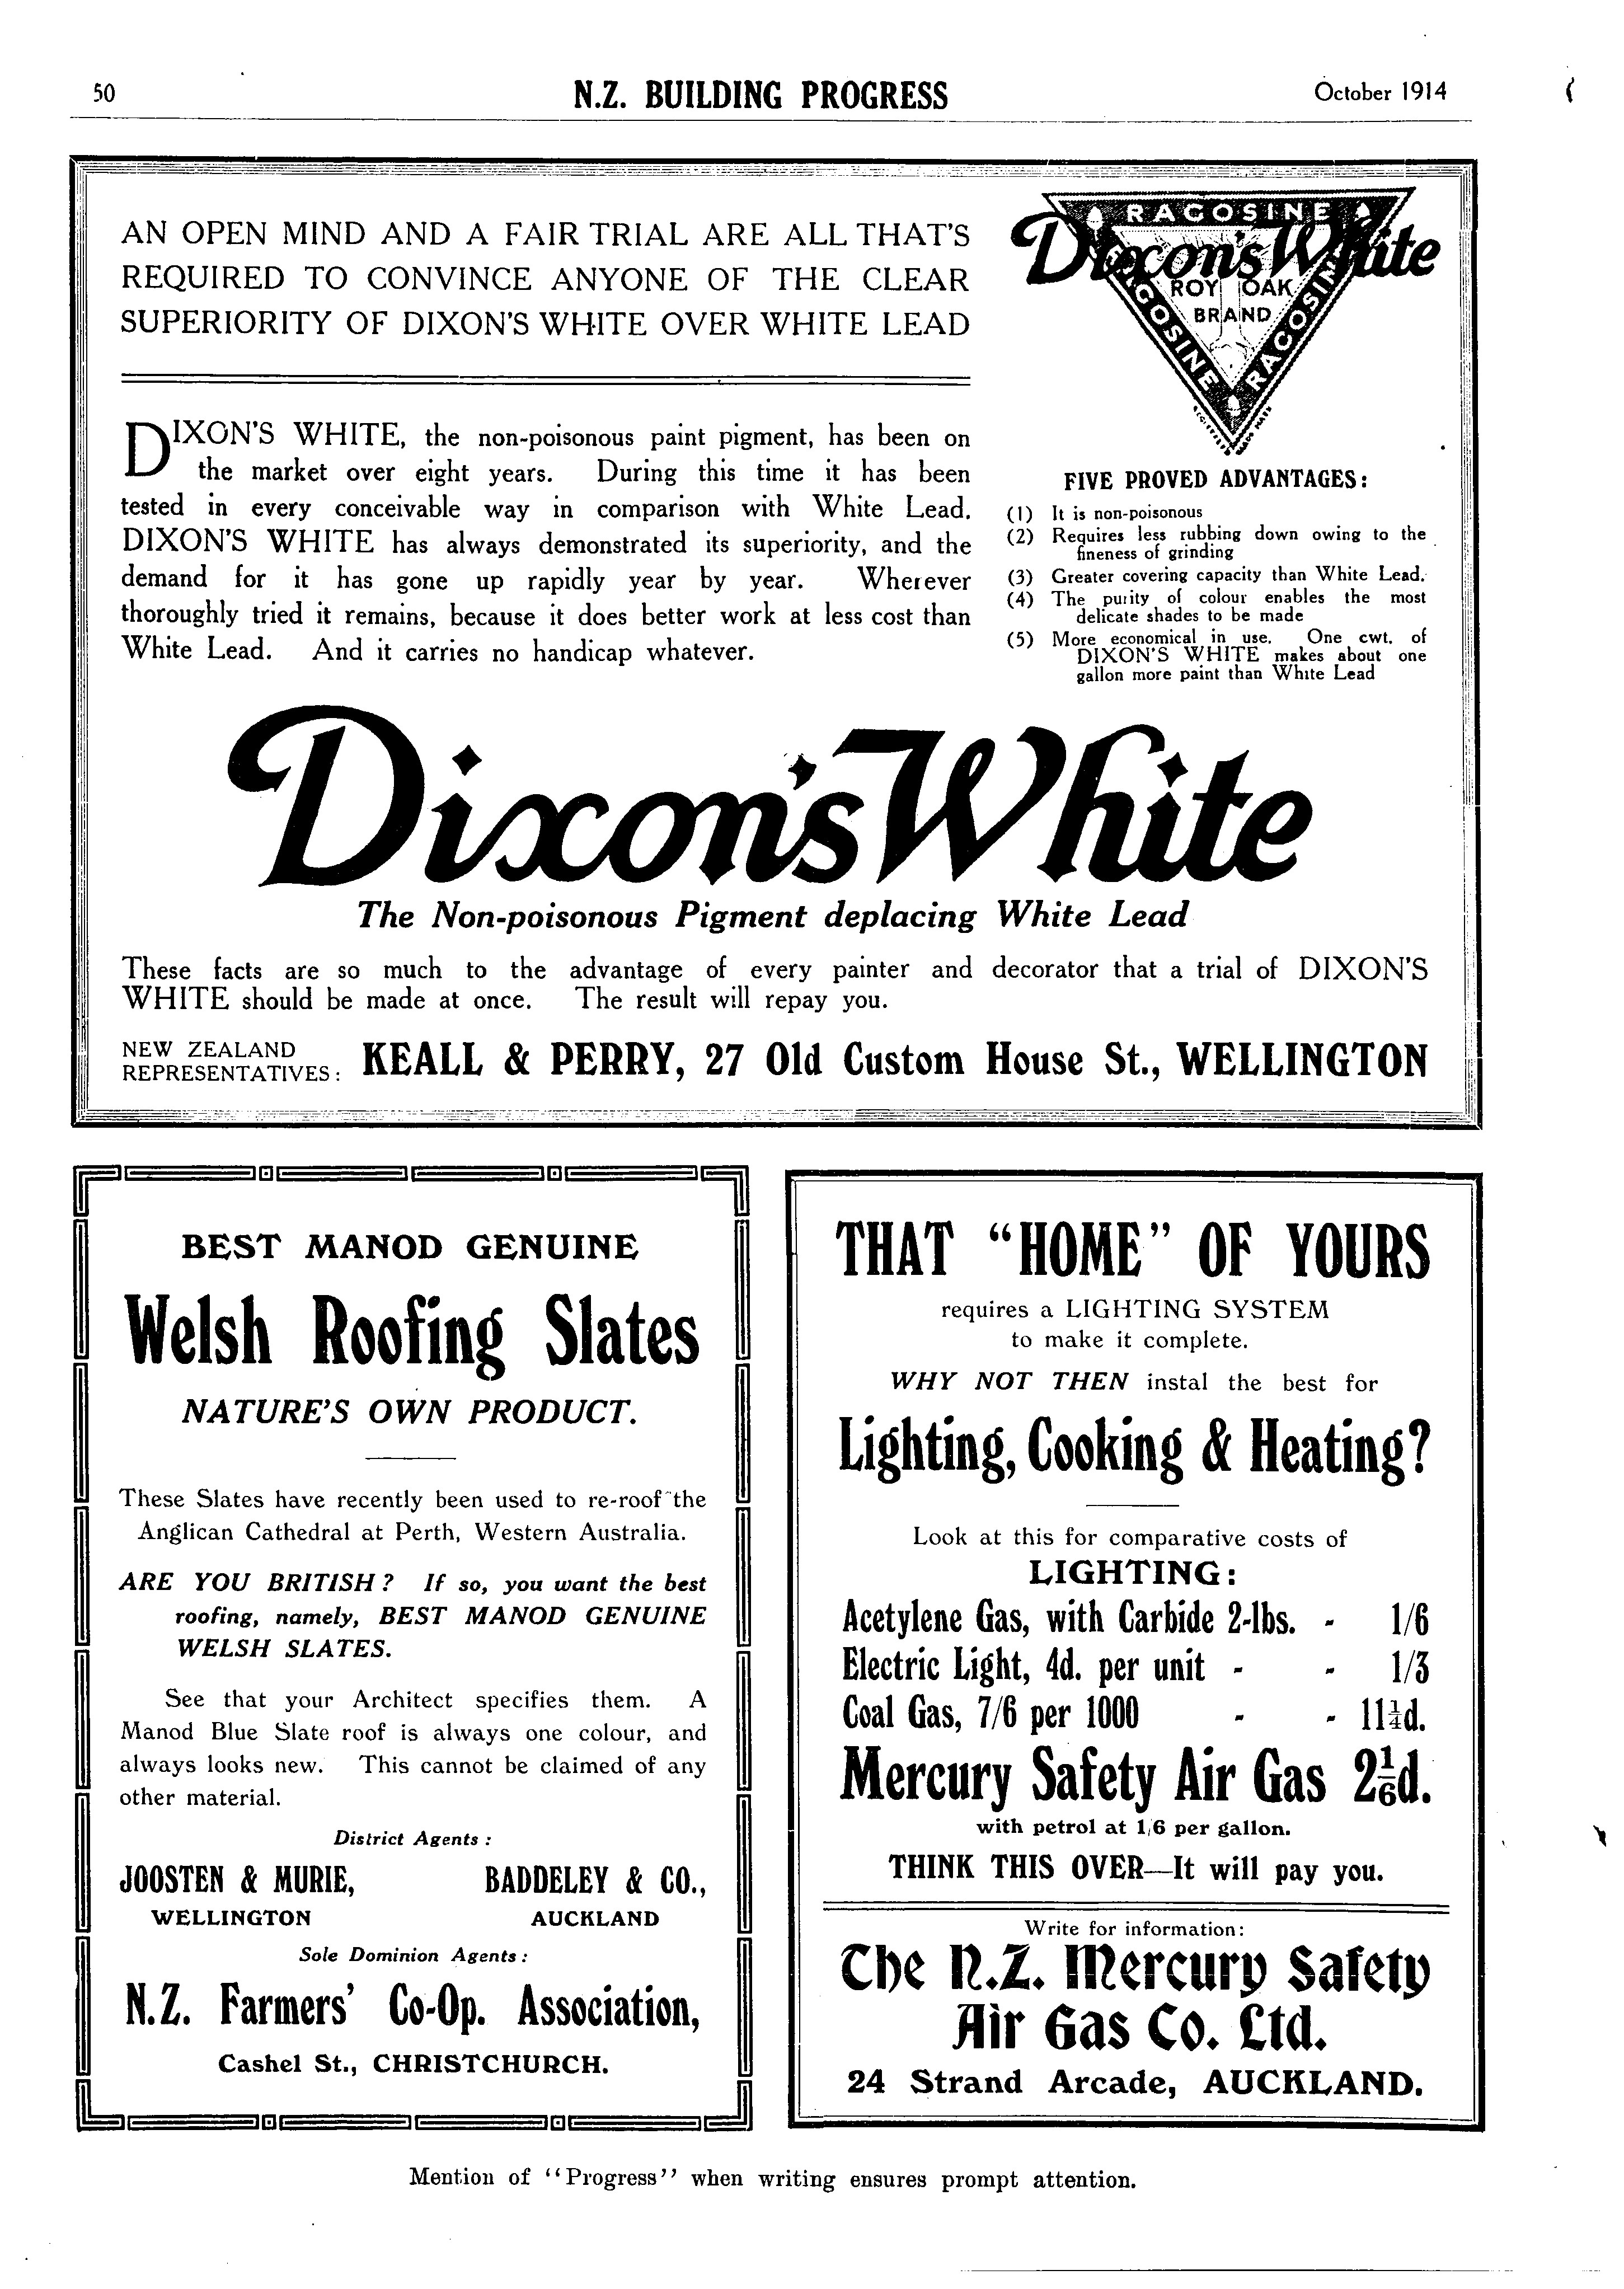 50
N.Z. BUILDING PROGRESS
October 1914
AN OPEN MIND AND A FAIR TRIAL ARE ALL THAT'S
REQUIRED TO CONVINCE ANYONE OF THE CLEAR
SUPERIORITY OF DIXON'S WHITE OVER WHITE LEAD
DIXON'S WHITE, the non-poisonous paint pigment, has been on
the market over eight years. During this time it has been
tested in every conceivable way in comparison with White Lead.
DIXON'S WHITE has always demonstrated its superiority, and the
demand for it has gone up rapidly year by year. Wherever
thoroughly tried it remains, because it does better work at less cost than
White Lead. And it carries no handicap whatever.
RACOSINE
Dixon's White
ROY OAK
BRAND
RACOSINE
RACOSINE
FIVE PROVED ADVANTAGES:
(1) It is non-poisonous
(2) Requires less rubbing down owing to the
fineness of grinding
(3) Greater covering capacity than White Lead.
(4) The purity of colour enables the most
delicate shades to be made
(5) More economical in use. One cwt. of
DIXON'S WHITE makes about one
gallon more paint than White Lead
Dixon's White
The Non-poisonous Pigment deplacing White Lead
These facts are so much to the advantage of every painter and decorator that a trial of DIXON'S
WHITE should be made at once. The result will repay you.
NEW ZEALAND
REPRESENTATIVES:
KEALL & PERRY, 27 Old Custom House St., WELLINGTON
BEST MANOD GENUINE
Welsh Roofing Slates
NATURE'S OWN PRODUCT.
These Slates have recently been used to re-roof the
Anglican Cathedral at Perth, Western Australia.
ARE YOU BRITISH? If so, you want the best
roofing, namely, BEST MANOD GENUINE
WELSH SLATES.
See that your Architect specifies them. A
Manod Blue Slate roof is always one colour, and
always looks new. This cannot be claimed of any
other material.
District Agents:
JOOSTEN & MURIE, BADDELEY & CO.,
WELLINGTON AUCKLAND
Sole Dominion Agents:
N.Z. Farmers' Co-Op. Association,
Cashel St., CHRISTCHURCH.
THAT "HOME" OF YOURS
requires a LIGHTING SYSTEM
to make it complete.
WHY NOT THEN instal the best for
Lighting, Cooking & Heating?
Look at this for comparative costs of
LIGHTING:
Acetylene Gas, with Carbide 2-lbs. - 1/6
Electric Light, 4d. per unit - - 1/3
Coal Gas, 7/6 per 1000 - - 11¼d.
Mercury Safety Air Gas 2⅙d.
with petrol at 1/6 per gallon.
THINK THIS OVER—It will pay you.
Write for information:
The N.Z. Mercury Safety
Air Gas Co. Ltd.
24 Strand Arcade, AUCKLAND.
Mention of "Progress" when writing ensures prompt attention.